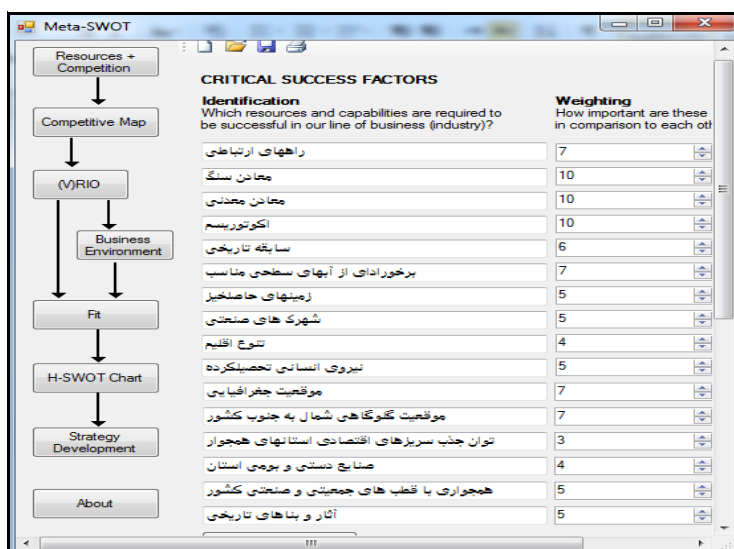 Meta-SWOT
Resources +
Competition
Competitive Map
(V)RIO
Business
Environment
Fit
H-SWOT Chart
Strategy
Development
About
CRITICAL SUCCESS FACTORS
Identification
Which resources and capabilities are required to
be successful in our line of business (industry)?
Weighting
How important are these
in comparison to each oth
راههای ارتباطی 7
معادن سنگ 10
معادن معدنی 10
اکوتوریسم 10
سابقه تاریخی 6
برخورادای از آبهای سطحی مناسب 7
زمینهای حاصلخیز 5
شهرک های صنعتی 5
تنوع اقلیم 4
نیروی انسانی تحصیلکرده 5
موقعیت جغرافیایی 7
موقعیت گلوگاهی شمال به جنوب کشور 7
توان جذب سریزهای اقتصادی استانهای همجوار 3
صنایع دستی و بومی استان 4
همجواری با قطب های جمعیتی و صنعتی کشور 5
آثار و بناهای تاریخی 5